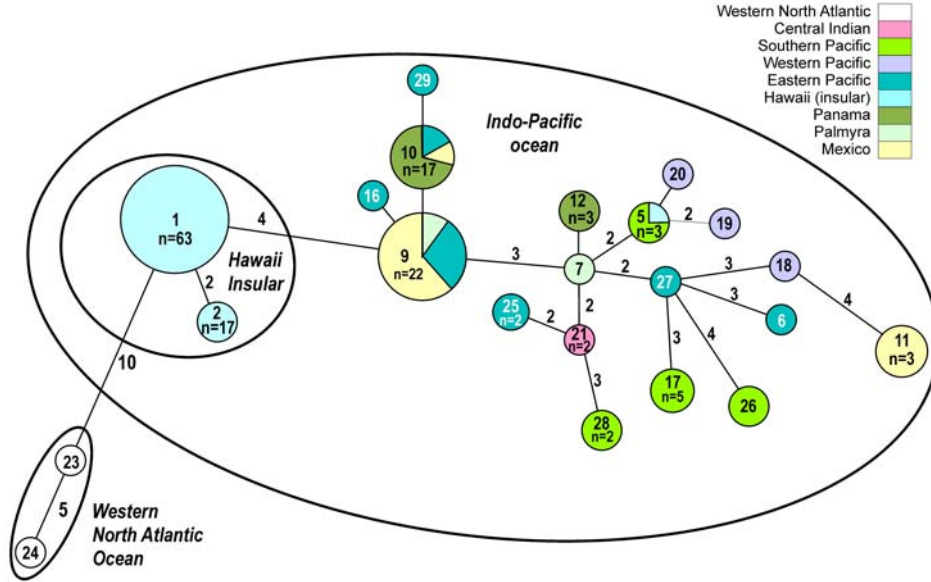 Western North Atlantic
Central Indian
Southern Pacific
Western Pacific
Eastern Pacific
Hawaii (insular)
Panama
Palmyra
Mexico
29
Indo-Pacific
ocean
10
n=17
16
20
12
n=3
5
n=3
2
19
2
1
n=63
4
9
n=22
3
7
2
27
3
18
Hawaii
Insular
2
2
n=17
25
n=2
2
2
21
n=2
3
6
4
11
n=3
10
3
4
3
17
n=5
26
28
n=2
23
5
24
Western
North Atlantic
Ocean